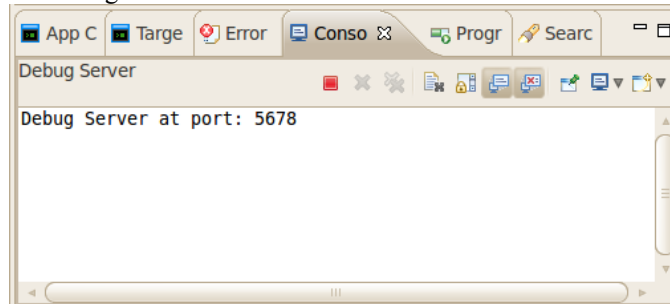 App C Targe Error Conso Progr Searc
Debug Server
Debug Server at port: 5678